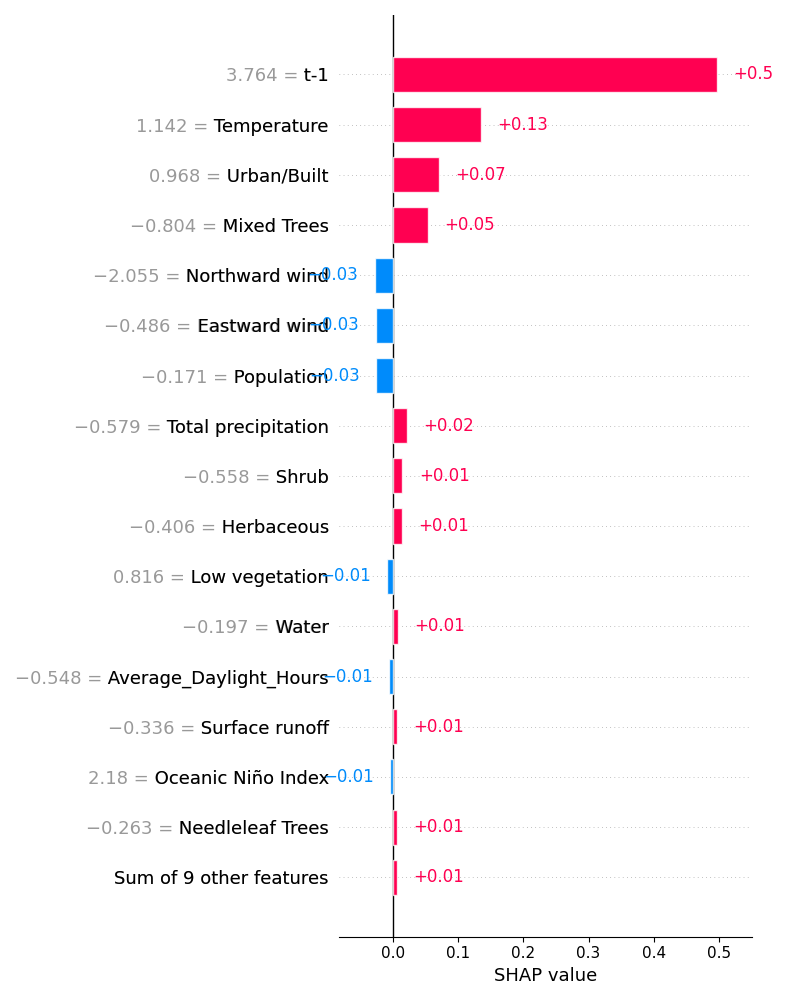 3.764 = t-1 +0.5
1.142 = Temperature +0.13
0.968 = Urban/Built +0.07
−0.804 = Mixed Trees +0.05
−2.055 = Northward wind −0.03
−0.486 = Eastward wind −0.03
−0.171 = Population −0.03
−0.579 = Total precipitation +0.02
−0.558 = Shrub +0.01
−0.406 = Herbaceous +0.01
0.816 = Low vegetation −0.01
−0.197 = Water +0.01
−0.548 = Average_Daylight_Hours −0.01
−0.336 = Surface runoff +0.01
2.18 = Oceanic Niño Index −0.01
−0.263 = Needleleaf Trees +0.01
Sum of 9 other features +0.01
0.0 0.1 0.2 0.3 0.4 0.5
SHAP value